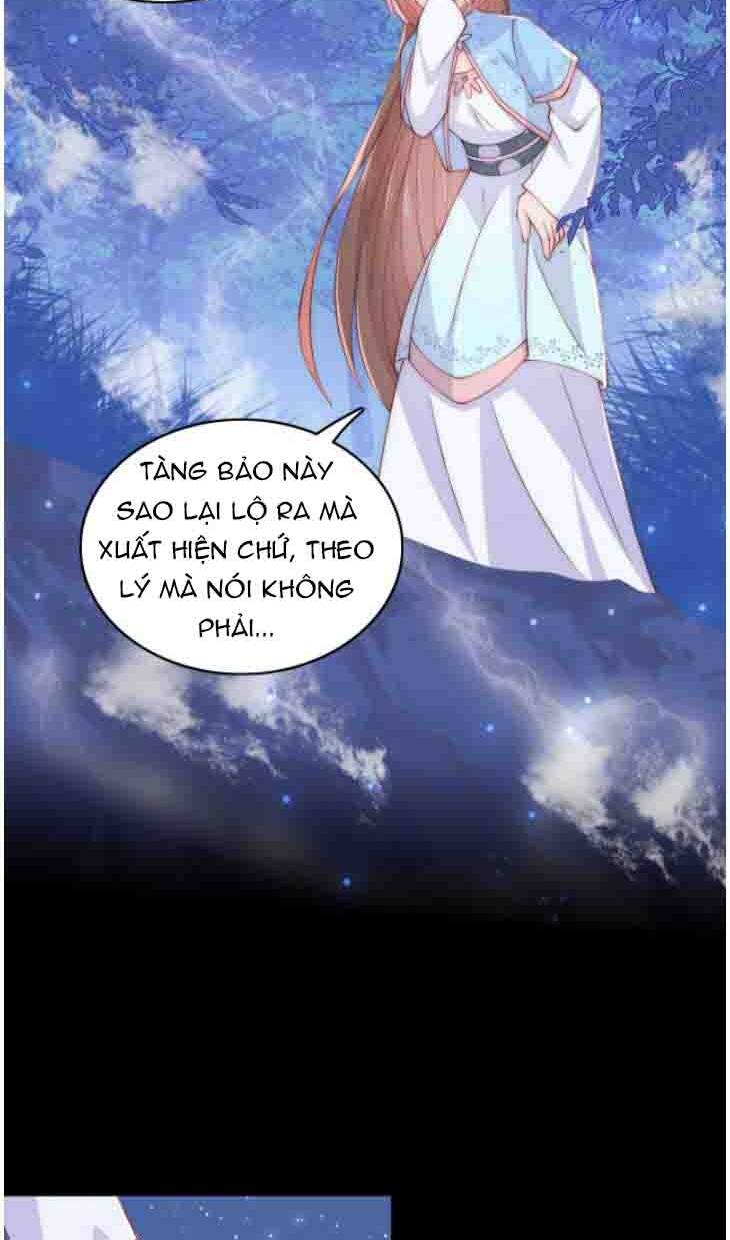 TÀNG BẢO NÀY
SAO LẠI LỘ RA MÀ
XUẤT HIỆN CHỨ, THEO
LÝ MÀ NÓI KHÔNG
PHẢI...